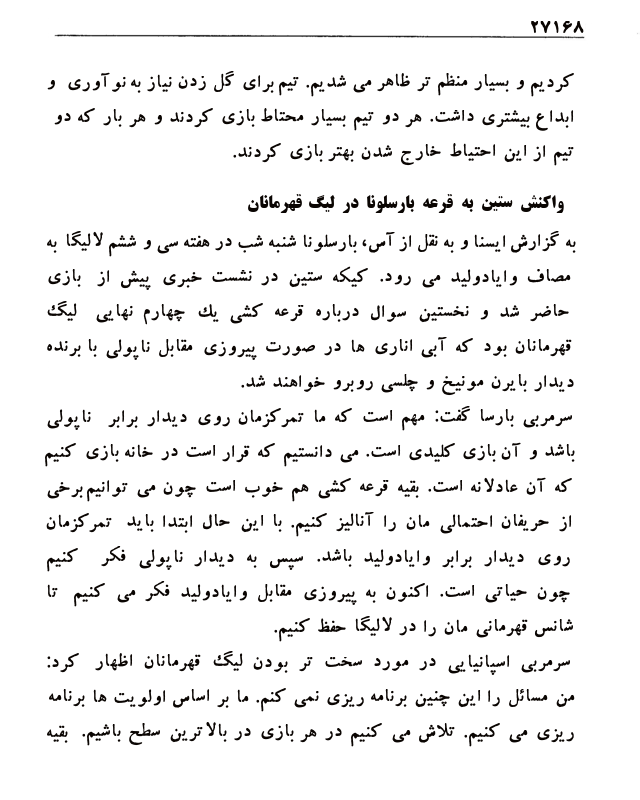 ۲۷۱۶۸
کردیم و بسیار منظم تر ظاهر می شدیم. تیم برای گل زدن نیاز به نو آوری و
ابداع بیشتری داشت. هر دو تیم بسیار محتاط بازی کردند و هر بار که دو
تیم از این احتیاط خارج شدن بهتر بازی کردند.
واکنش ستین به قرعه بارسلونا در لیگ قهرمانان
به گزارش ایسنا و به نقل از آس، بارسلونا شنبه شب در هفته سی و ششم لالیگا به
مصاف وایادولید می رود. کیکه ستین در نشست خبری پیش از بازی
حاضر شد و نخستین سوال درباره قرعه کشی یك چهارم نهایی لیگ
قهرمانان بود که آبی اناری ها در صورت پیروزی مقابل ناپولی با برنده
دیدار بایرن مونیخ و چلسی روبرو خواهند شد.
سرمربی بارسا گفت: مهم است که ما تمرکزمان روی دیدار برابر ناپولی
باشد و آن بازی کلیدی است. می دانستیم که قرار است در خانه بازی کنیم
که آن عادلانه است. بقیه قرعه کشی هم خوب است چون می توانیم برخی
از حریفان احتمالی مان را آنالیز کنیم. با این حال ابتدا باید تمرکزمان
روی دیدار برابر وایادولید باشد. سپس به دیدار ناپولی فکر کنیم
چون حیاتی است. اکنون به پیروزی مقابل وایادولید فکر می کنیم تا
شانس قهرمانی مان را در لالیگا حفظ کنیم.
سرمربی اسپانیایی در مورد سخت تر بودن لیگ قهرمانان اظهار کرد:
من مسائل را این چنین برنامه ریزی نمی کنم. ما بر اساس اولویت ها برنامه
ریزی می کنیم. تلاش می کنیم در هر بازی در بالاترین سطح باشیم. بقیه